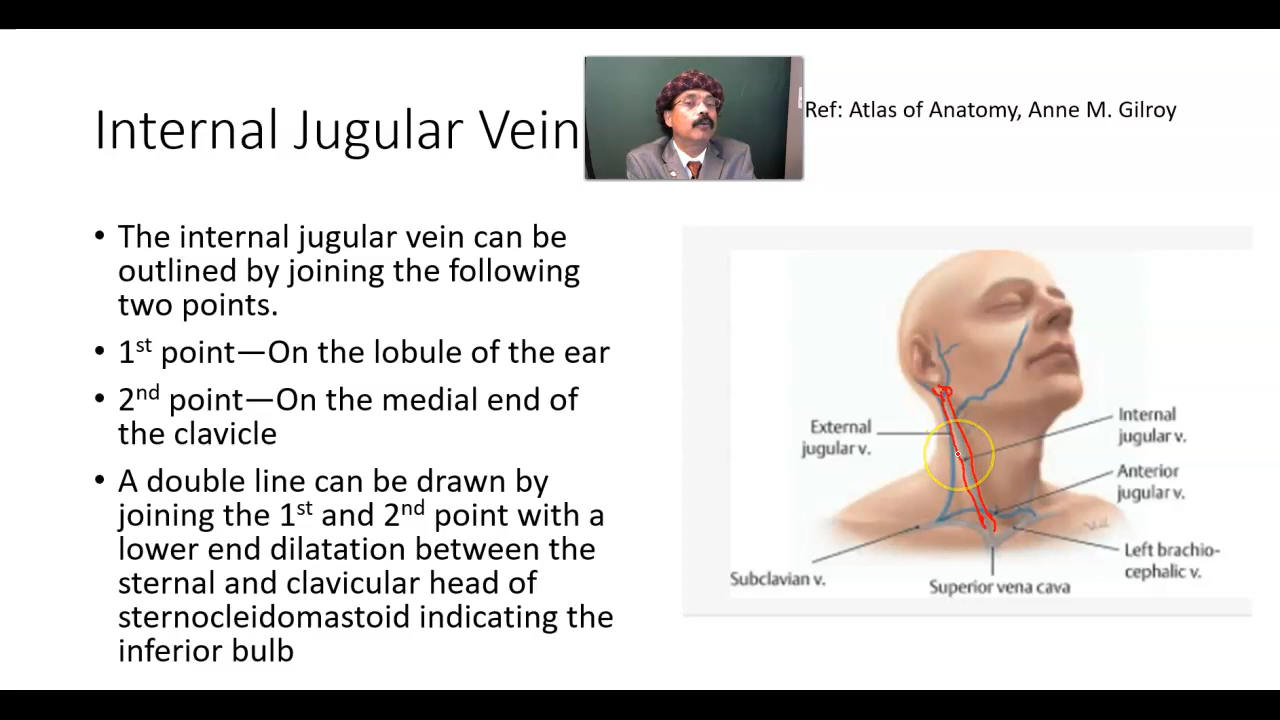 Internal Jugular Vein
Ref: Atlas of Anatomy, Anne M. Gilroy
• The internal jugular vein can be
outlined by joining the following
two points.
• 1st point—On the lobule of the ear
• 2nd point—On the medial end of
the clavicle
• A double line can be drawn by
joining the 1st and 2nd point with a
lower end dilatation between the
sternal and clavicular head of
sternocleidomastoid indicating the
inferior bulb
External
jugular v.
Internal
jugular v.
Anterior
jugular v.
Left brachio-
cephalic v.
Subclavian v.
Superior vena cava